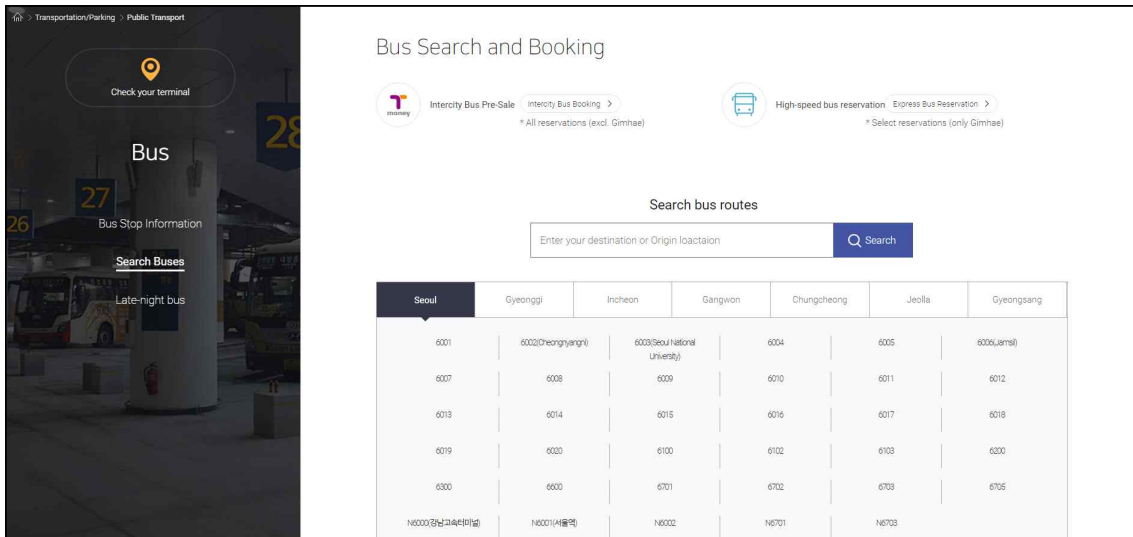 Transportation/Parking > Public Transport
Check your terminal
Bus
28
27
26
Bus Stop Information
Search Buses
Late-night bus
Bus Search and Booking
T
money
Intercity Bus Pre-Sale Intercity Bus Booking >
* All reservations (excl. Gimhae)
High-speed bus reservation Express Bus Reservation >
* Select reservations (only Gimhae)
Search bus routes
Enter your destination or Origin loactaion
Search
Seoul Gyeonggi Incheon Gangwon Chungcheong Jeolla Gyeongsang
6001 6002(Cheongnyangni) 6003(Seoul National University) 6004 6005 6006(Jamsil)
6007 6008 6009 6010 6011 6012
6013 6014 6015 6016 6017 6018
6019 6020 6100 6102 6103 6200
6300 6600 6701 6702 6703 6705
N6000(강남고속터미널) N6001(서울역) N6002 N6701 N6703